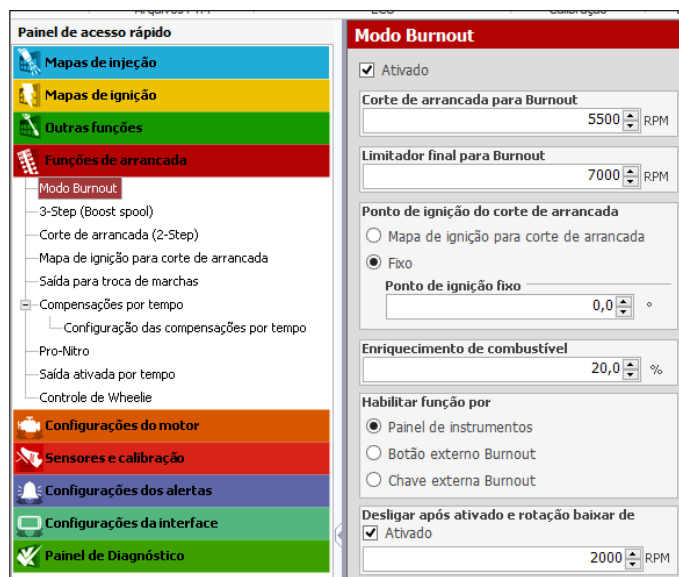 ECU
Calibração
Painel de acesso rápido
Mapas de injeção
Mapas de ignição
Outras funções
Funções de arrancada
Modo Burnout
3-Step (Boost spool)
Corte de arrancada (2-Step)
Mapa de ignição para corte de arrancada
Saída para troca de marchas
Compensações por tempo
Configuração das compensações por tempo
Pro-Nitro
Saída ativada por tempo
Controle de Wheelie
Configurações do motor
Sensores e calibração
Configurações dos alertas
Configurações da interface
Painel de Diagnóstico
Modo Burnout
Ativado
Corte de arrancada para Burnout
5500 RPM
Limitador final para Burnout
7000 RPM
Ponto de ignição do corte de arrancada
Mapa de ignição para corte de arrancada
Fixo
Ponto de ignição fixo
0,0 °
Enriquecimento de combustível
20,0 %
Habilitar função por
Painel de instrumentos
Botão externo Burnout
Chave externa Burnout
Desligar após ativado e rotação baixar de
Ativado
2000 RPM